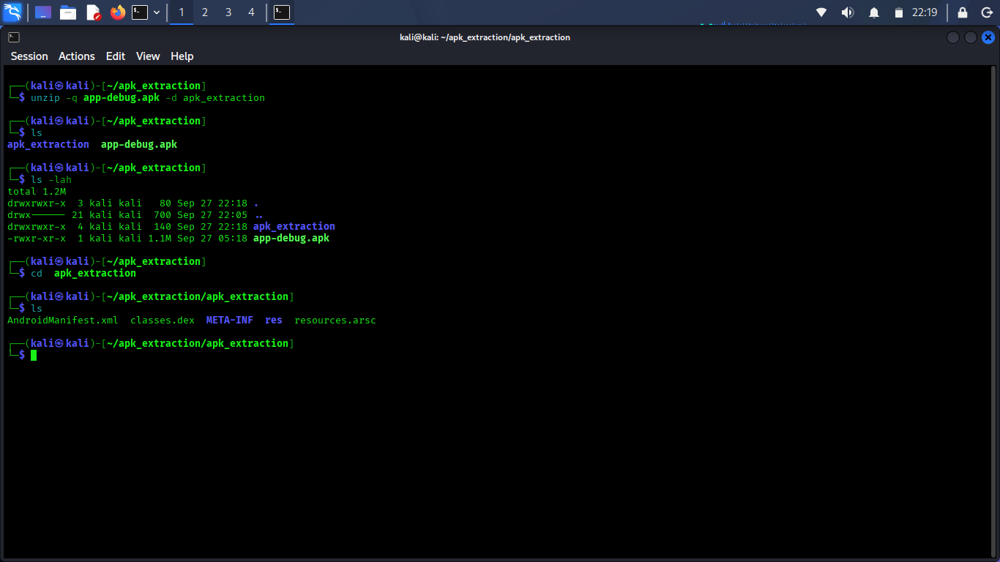 1 2 3 4 22:19
kali@kali: ~/apk_extraction/apk_extraction
Session Actions Edit View Help
┌──(kali㉿kali)-[~/apk_extraction]
└─$ unzip -q app-debug.apk -d apk_extraction
┌──(kali㉿kali)-[~/apk_extraction]
└─$ ls
apk_extraction  app-debug.apk
┌──(kali㉿kali)-[~/apk_extraction]
└─$ ls -lah
total 1.2M
drwxrwxr-x  3 kali kali   80 Sep 27 22:18 .
drwx------ 21 kali kali  700 Sep 27 22:05 ..
drwxrwxr-x  4 kali kali  140 Sep 27 22:18 apk_extraction
-rwxr-xr-x  1 kali kali 1.1M Sep 27 05:18 app-debug.apk
┌──(kali㉿kali)-[~/apk_extraction]
└─$ cd  apk_extraction
┌──(kali㉿kali)-[~/apk_extraction/apk_extraction]
└─$ ls
AndroidManifest.xml  classes.dex  META-INF  res  resources.arsc
┌──(kali㉿kali)-[~/apk_extraction/apk_extraction]
└─$